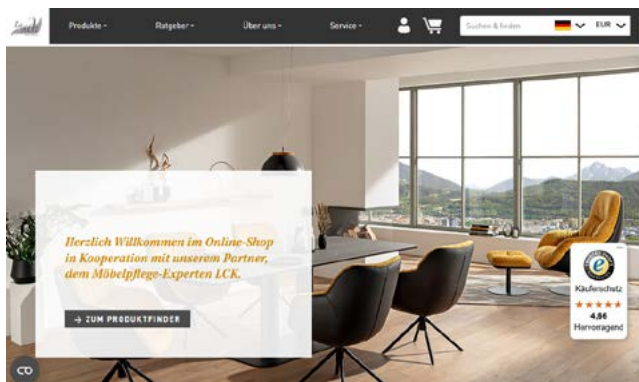 Produkte
Ratgeber
Über uns
Service
Suchen & finden
EUR
Herzlich Willkommen im Online-Shop
in Kooperation mit unserem Partner,
dem Möbelpflege-Experten LCK.
→ ZUM PRODUKTFINDER
Käuferschutz
★★★★★
4,66
Hervorragend